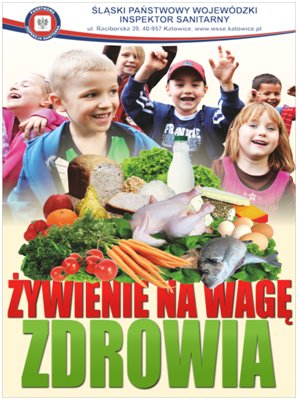 ŚLĄSKI PAŃSTWOWY WOJEWÓDZKI
INSPEKTOR SANITARNY
ul. Raciborska 39, 40-957 Katowice, www.wsse.katowice.pl
ŻYWIENIE NA WAGĘ
ZDROWIA